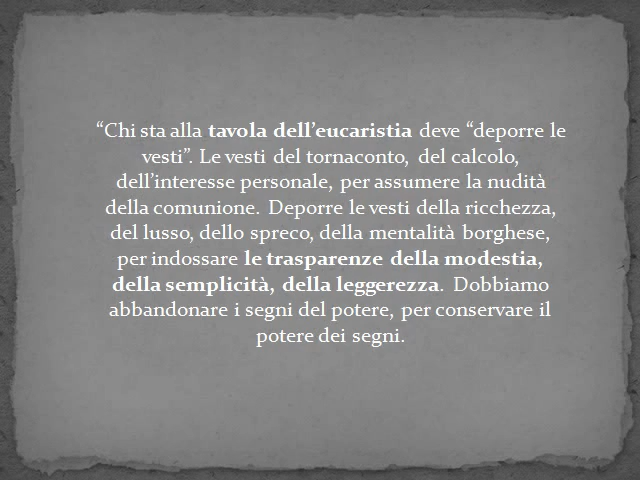 “Chi sta alla tavola dell’eucaristia deve “deporre le
vesti”. Le vesti del tornaconto, del calcolo,
dell’interesse personale, per assumere la nudità
della comunione. Deporre le vesti della ricchezza,
del lusso, dello spreco, della mentalità borghese,
per indossare le trasparenze della modestia,
della semplicità, della leggerezza. Dobbiamo
abbandonare i segni del potere, per conservare il
potere dei segni.